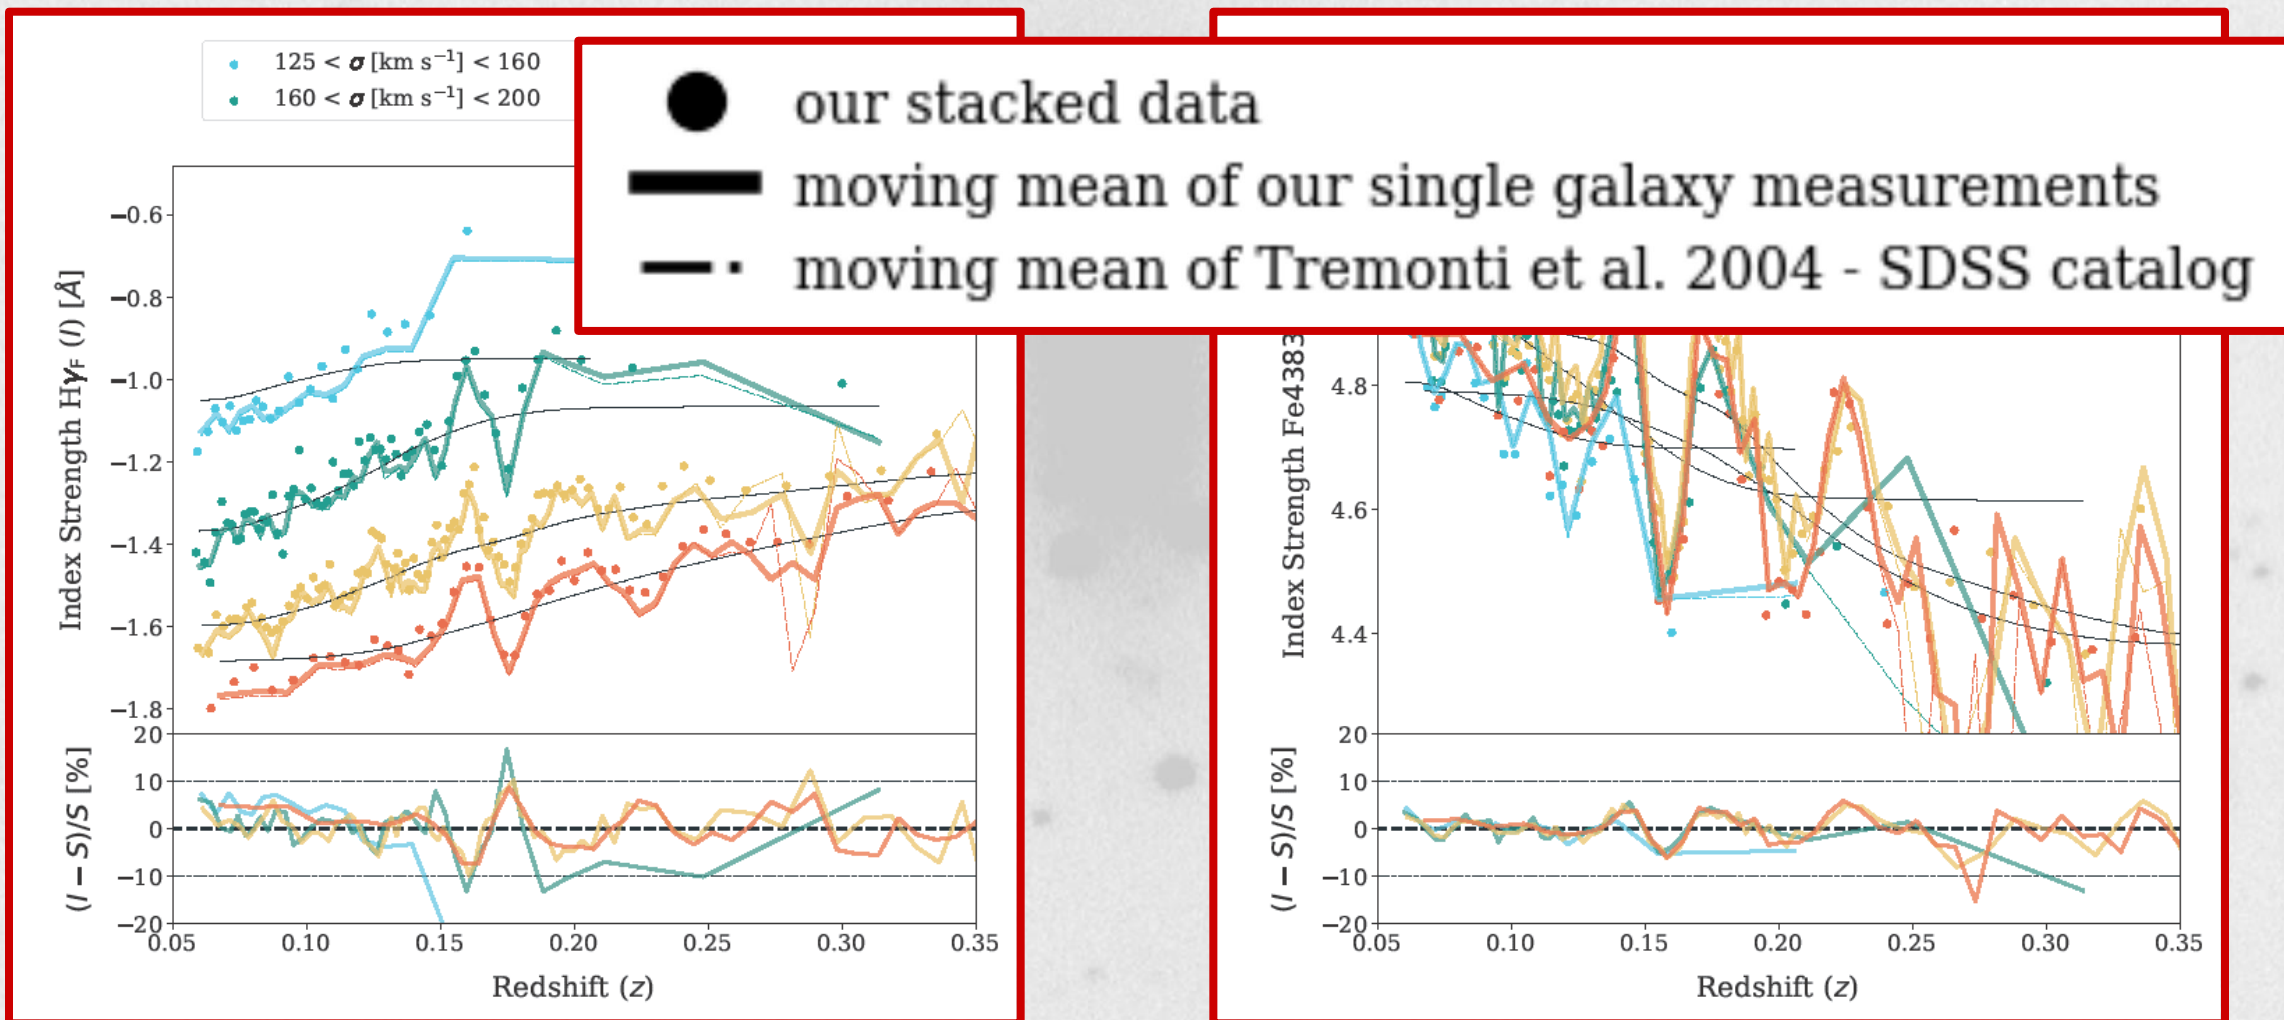 125 < σ [km s⁻¹] < 160
160 < σ [km s⁻¹] < 200
our stacked data
moving mean of our single galaxy measurements
moving mean of Tremonti et al. 2004 - SDSS catalog
Index Strength Hγ_F (I) [Å]
−0.6
−0.8
−1.0
−1.2
−1.4
−1.6
−1.8
(I − S)/S [%]
20
10
0
−10
−20
0.05 0.10 0.15 0.20 0.25 0.30 0.35
Redshift (z)
Index Strength Fe4383
4.8
4.6
4.4
(I − S)/S [%]
20
10
0
−10
−20
0.05 0.10 0.15 0.20 0.25 0.30 0.35
Redshift (z)